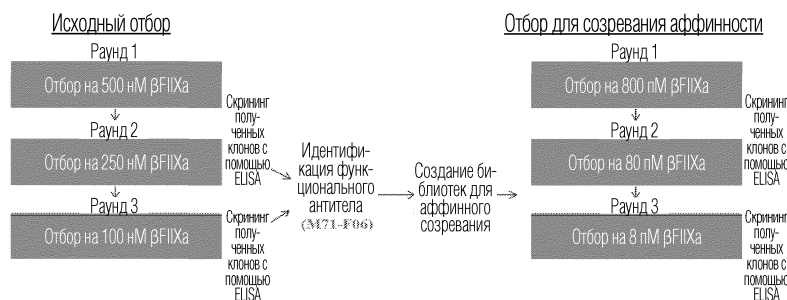 Исходный отбор
Раунд 1
Отбор на 500 нМ βFIIXa
Раунд 2
Отбор на 250 нМ βFIIXa
Раунд 3
Отбор на 100 нМ βFIIXa
Скрининг
полу-
ченных
клонов с
помощью
ELISA
Скрининг
полу-
ченных
клонов с
помощью
ELISA
Идентифи-
кация функ-
ционального
антитела
(M71-F06)
Создание би-
блиотек для
аффинного
созревания
Отбор для созревания аффинности
Раунд 1
Отбор на 800 пМ βFIIXa
Раунд 2
Отбор на 80 пМ βFIIXa
Раунд 3
Отбор на 8 пМ βFIIXa
Скрининг
полу-
ченных
клонов с
помощью
ELISA
Скрининг
полу-
ченных
клонов с
помощью
ELISA